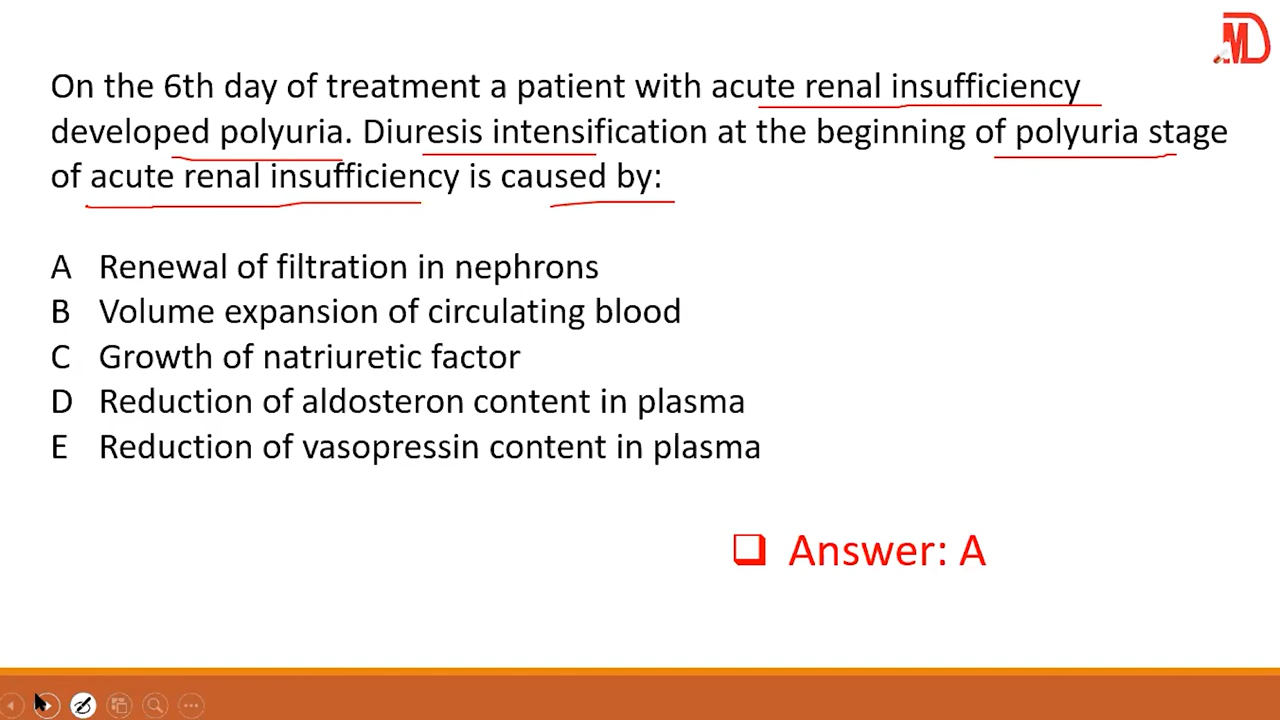 MD
On the 6th day of treatment a patient with acute renal insufficiency
developed polyuria. Diuresis intensification at the beginning of polyuria stage
of acute renal insufficiency is caused by:
A Renewal of filtration in nephrons
B Volume expansion of circulating blood
C Growth of natriuretic factor
D Reduction of aldosteron content in plasma
E Reduction of vasopressin content in plasma
Answer: A